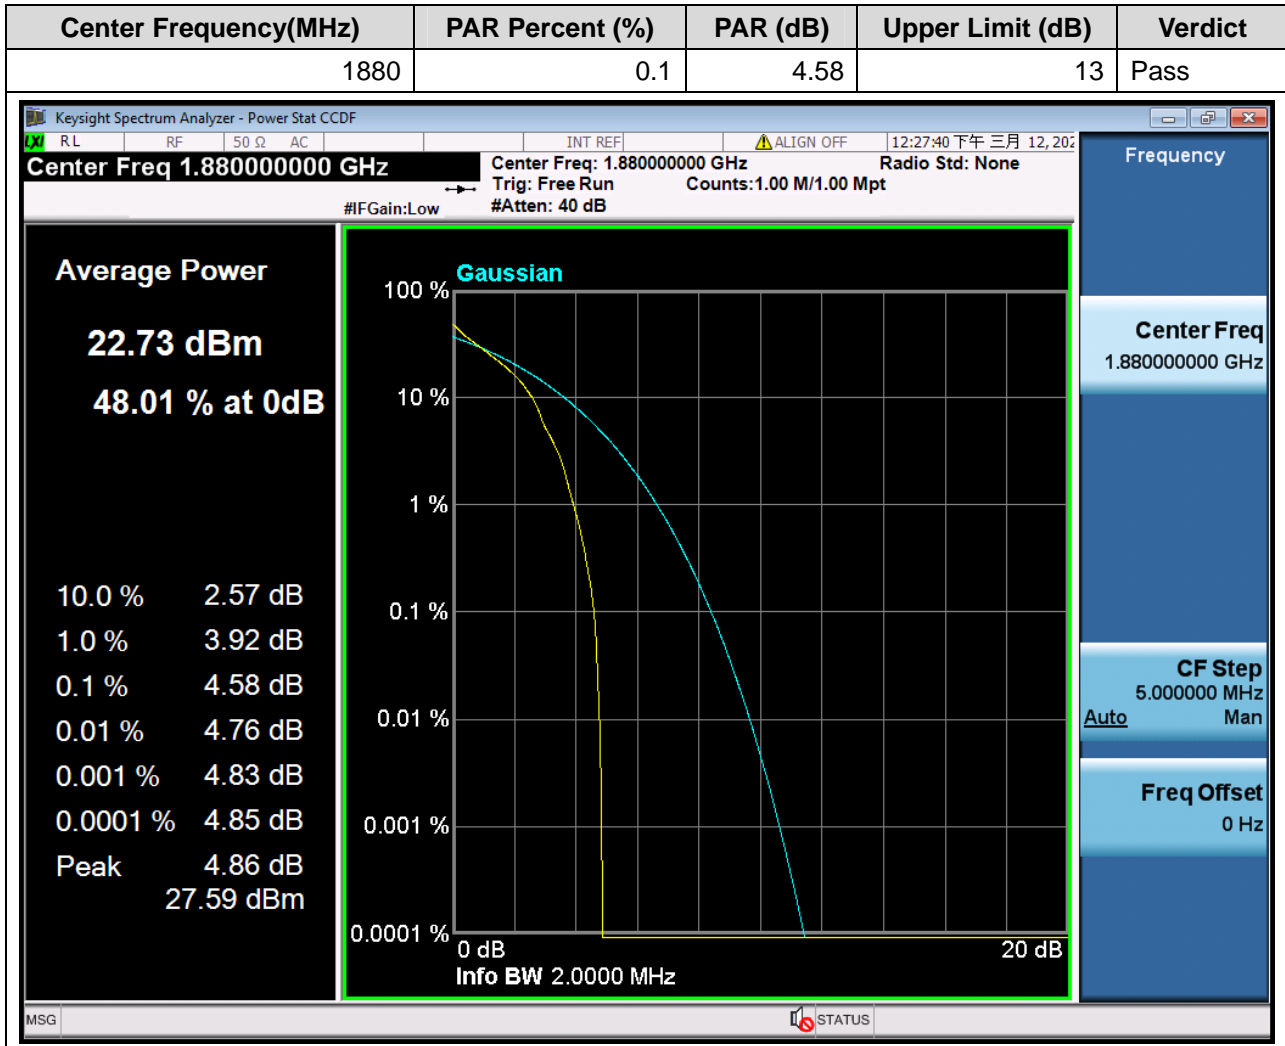 Center Frequency(MHz) PAR Percent (%) PAR (dB) Upper Limit (dB) Verdict
1880 0.1 4.58 13 Pass
Keysight Spectrum Analyzer - Power Stat CCDF
LXI RL RF 50 Ω AC INT REF ALIGN OFF 12:27:40 下午 三月 12, 202
Center Freq 1.880000000 GHz
Center Freq: 1.880000000 GHz Radio Std: None
Trig: Free Run Counts:1.00 M/1.00 Mpt
#IFGain:Low #Atten: 40 dB
Frequency
Average Power
22.73 dBm
48.01 % at 0dB
10.0 % 2.57 dB
1.0 % 3.92 dB
0.1 % 4.58 dB
0.01 % 4.76 dB
0.001 % 4.83 dB
0.0001 % 4.85 dB
Peak 4.86 dB
27.59 dBm
Gaussian
100 %
10 %
1 %
0.1 %
0.01 %
0.001 %
0.0001 %
0 dB 20 dB
Info BW 2.0000 MHz
Center Freq
1.880000000 GHz
CF Step
5.000000 MHz
Auto Man
Freq Offset
0 Hz
MSG STATUS